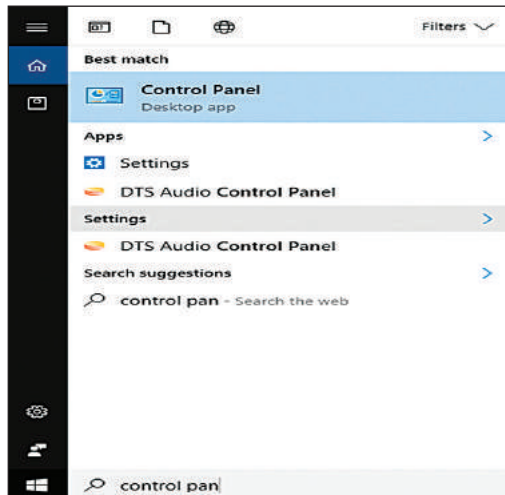 Filters
Best match
Control Panel
Desktop app
Apps
Settings
DTS Audio Control Panel
Settings
DTS Audio Control Panel
Search suggestions
control pan - Search the web
control pan